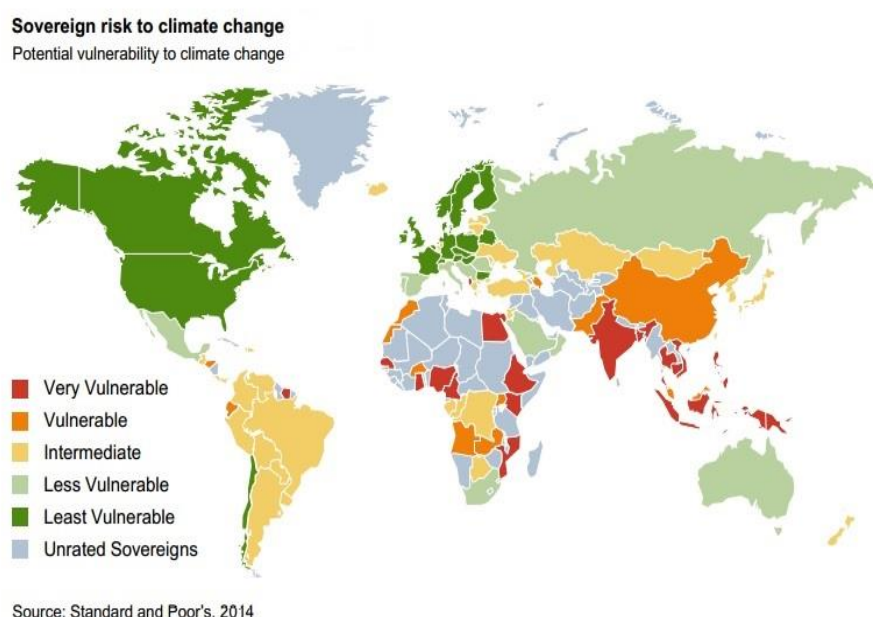 Sovereign risk to climate change
Potential vulnerability to climate change
Very Vulnerable
Vulnerable
Intermediate
Less Vulnerable
Least Vulnerable
Unrated Sovereigns
Source: Standard and Poor's, 2014